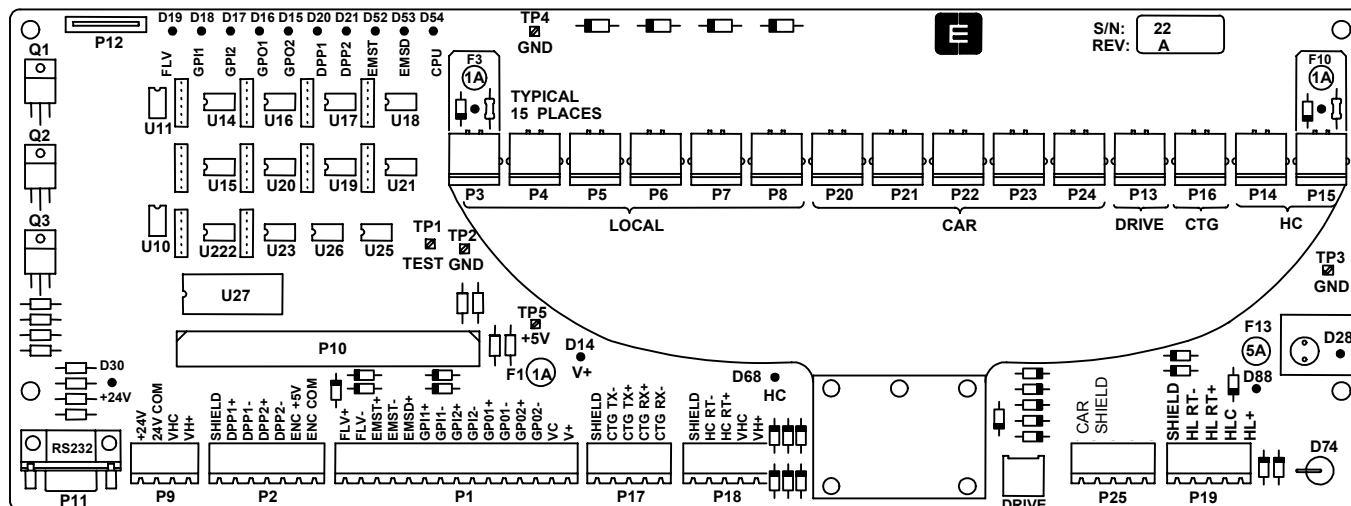 D19 D18 D17 D16 D15 D20 D21 D52 D53 D54
P12
FLV GPI1 GPI2 GPO1 GPO2 DPP1 DPP2 EMST EMSD CPU
TP4
GND
E
S/N: 22
REV: A
Q1
Q2
Q3
F3
1A
F10
1A
TYPICAL
15 PLACES
U11 U14 U16 U17 U18
U15 U20 U19 U21
U10 U222 U23 U26 U25
U27
P3 P4 P5 P6 P7 P8 P20 P21 P22 P23 P24 P13 P16 P14 P15
LOCAL CAR DRIVE CTG HC
TP1
TEST
TP2
GND
TP3
GND
TP5
+5V
P10
F1 1A
D14
V+
D68
HC
F13
5A
D28
D88
D30
+24V
RS232
P11
+24V
24V COM
VHC
VH+
P9
SHIELD
DPP1+
DPP1-
DPP2+
DPP2-
ENC +5V
ENC COM
P2
FLV+
FLV-
EMST+
EMST-
EMSD+
GPI1+
GPI1-
GPI2+
GPI2-
GP01+
GP01-
GP02+
GP02-
VC
V+
P1
SHIELD
CTG TX-
CTG TX+
CTG RX+
CTG RX-
P17
SHIELD
HC RT-
HC RT+
VHC
VH+
P18
DRIVE
CAR
SHIELD
P25
SHIELD
HL RT-
HL RT+
HLC
HL+
P19
D74